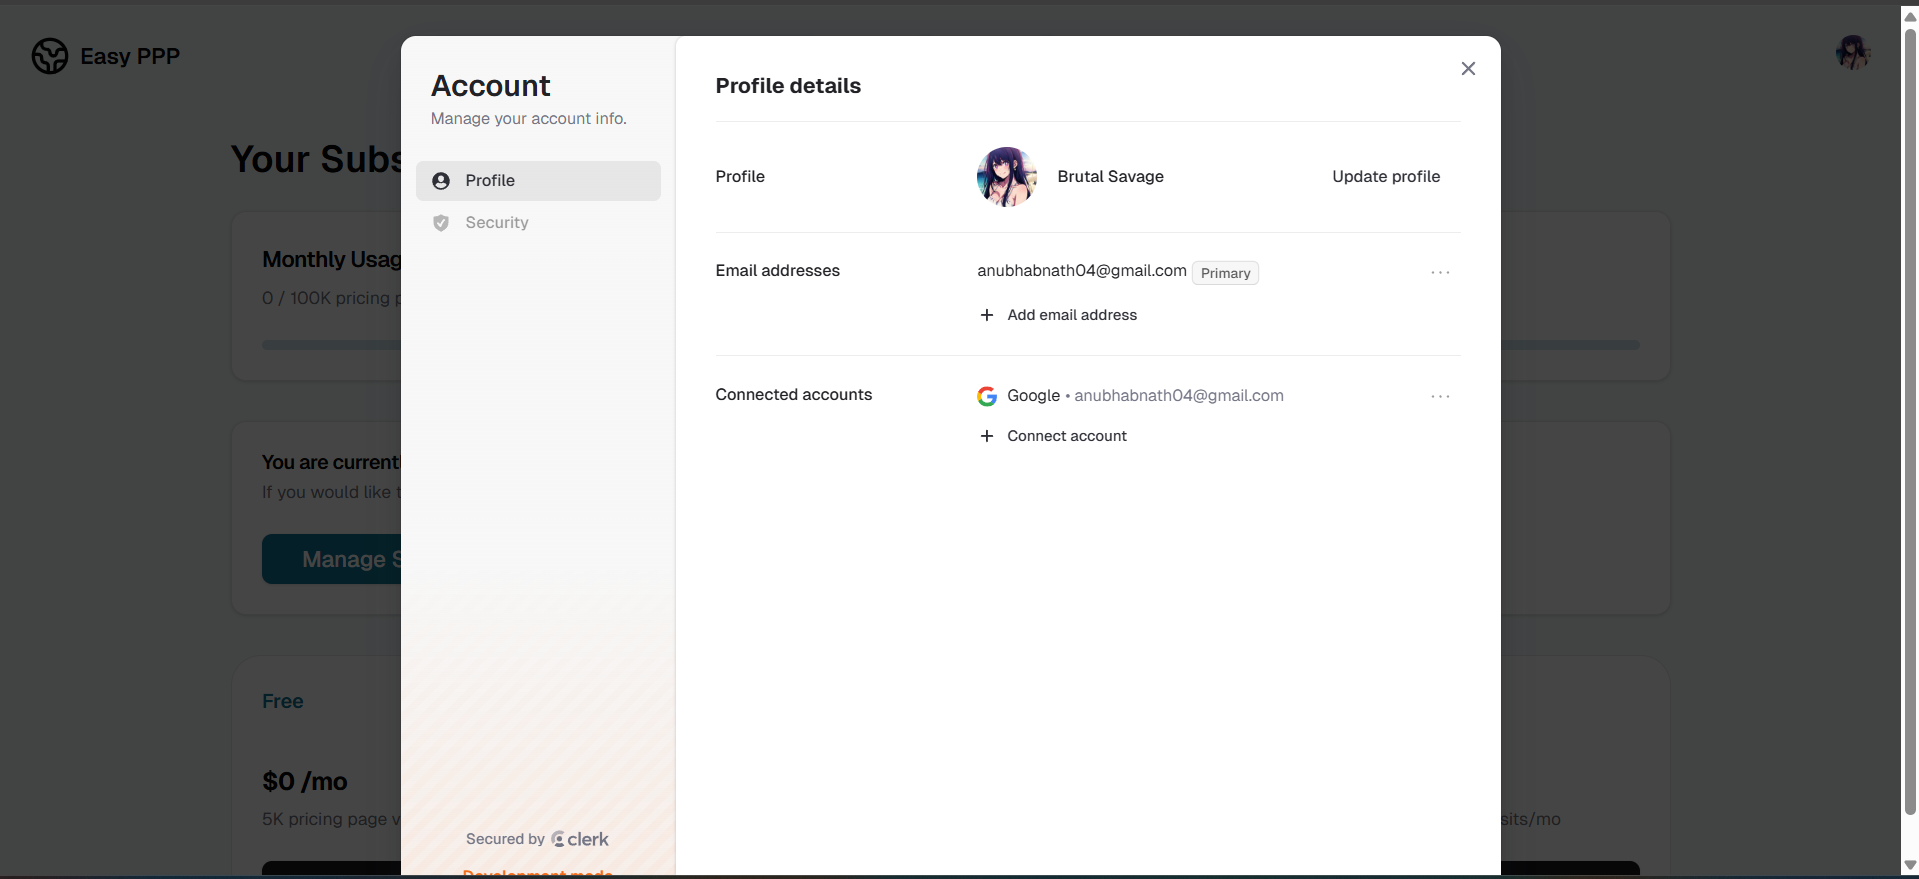 Easy PPP
Your Subs
Monthly Usag
0 / 100K pricing p
You are currentl
If you would like t
Manage S
Free
$0 /mo
5K pricing page v
sits/mo
Account
Manage your account info.
Profile
Security
Secured by clerk
Development mode
Profile details
Profile
Brutal Savage
Update profile
Email addresses
anubhabnath04@gmail.com Primary
...
+ Add email address
Connected accounts
Google • anubhabnath04@gmail.com
...
+ Connect account